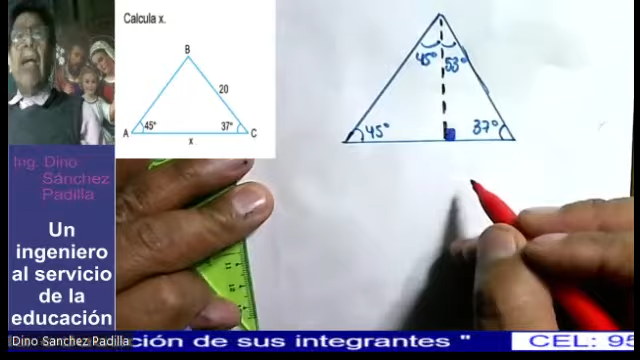 Calcula x.
B
20
A
45°
37°
C
x
45°
53°
45°
37°
Ing. Dino
Sánchez
Padilla
Un
ingeniero
al servicio
de la
educación
Dino Sanchez Padilla
ción de sus integrantes "
CEL: 95